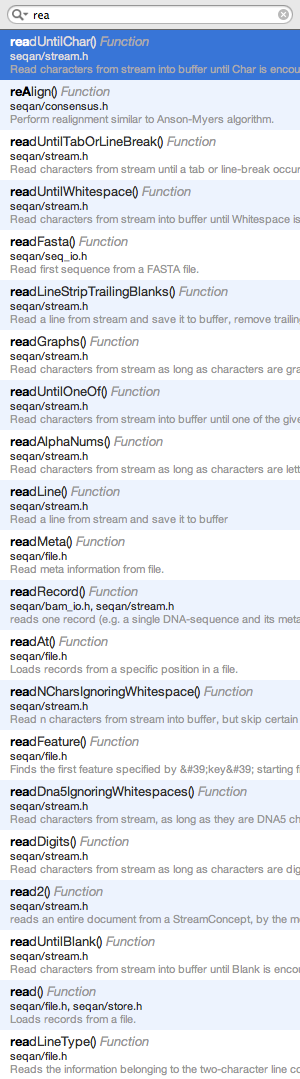 rea
readUntilChar() Function
seqan/stream.h
Read characters from stream into buffer until Char is encou
reAlign() Function
seqan/consensus.h
Perform realignment similar to Anson-Myers algorithm.
readUntilTabOrLineBreak() Function
seqan/stream.h
Read characters from stream until a tab or line-break occur
readUntilWhitespace() Function
seqan/stream.h
Read characters from stream into buffer until Whitespace is
readFasta() Function
seqan/seq_io.h
Read first sequence from a FASTA file.
readLineStripTrailingBlanks() Function
seqan/stream.h
Read a line from stream and save it to buffer, remove trailing
readGraphs() Function
seqan/stream.h
Read characters from stream as long as characters are gra
readUntilOneOf() Function
seqan/stream.h
Read characters from stream into buffer until one of the give
readAlphaNums() Function
seqan/stream.h
Read characters from stream as long as characters are lett
readLine() Function
seqan/stream.h
Read a line from stream and save it to buffer
readMeta() Function
seqan/file.h
Read meta information from file.
readRecord() Function
seqan/bam_io.h, seqan/stream.h
reads one record (e.g. a single DNA-sequence and its meta
readAt() Function
seqan/file.h
Loads records from a specific position in a file.
readNCharsIgnoringWhitespace() Function
seqan/stream.h
Read n characters from stream into buffer, but skip certain
readFeature() Function
seqan/file.h
Finds the first feature specified by &#39;key&#39; starting f
readDna5IgnoringWhitespaces() Function
seqan/stream.h
Read characters from stream, as long as they are DNA5 ch
readDigits() Function
seqan/stream.h
Read characters from stream as long as characters are dig
read2() Function
seqan/stream.h
reads an entire document from a StreamConcept, by the me
readUntilBlank() Function
seqan/stream.h
Read characters from stream into buffer until Blank is encou
read() Function
seqan/file.h, seqan/store.h
Loads records from a file.
readLineType() Function
seqan/file.h
Reads the information belonging to the two-character line co